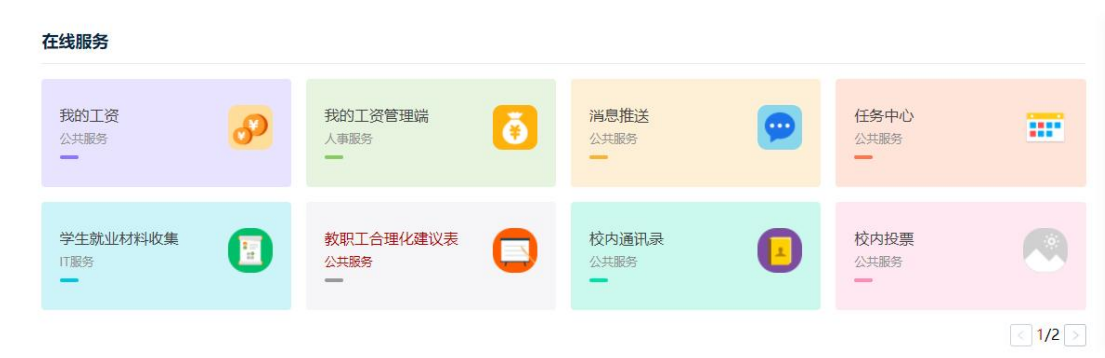 在线服务
我的工资
公共服务
我的工资管理端
人事服务
消息推送
公共服务
任务中心
公共服务
学生就业材料收集
IT服务
教职工合理化建议表
公共服务
校内通讯录
公共服务
校内投票
公共服务
< 1/2 >